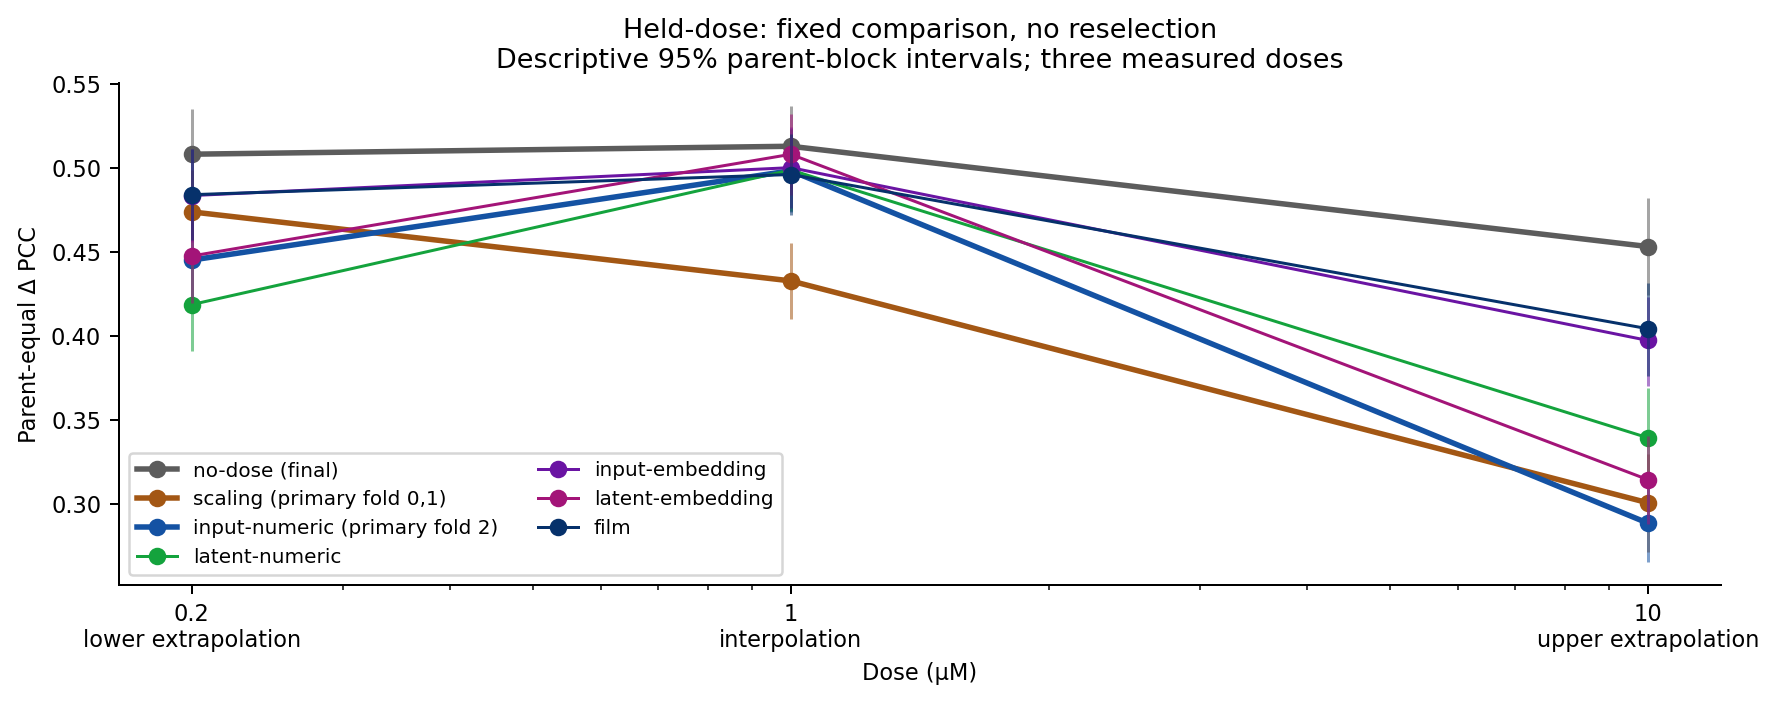 Held-dose: fixed comparison, no reselection
Descriptive 95% parent-block intervals; three measured doses
Parent-equal Δ PCC
0.55
0.50
0.45
0.40
0.35
0.30
no-dose (final)
scaling (primary fold 0,1)
input-numeric (primary fold 2)
latent-numeric
input-embedding
latent-embedding
film
0.2
lower extrapolation
1
interpolation
10
upper extrapolation
Dose (µM)